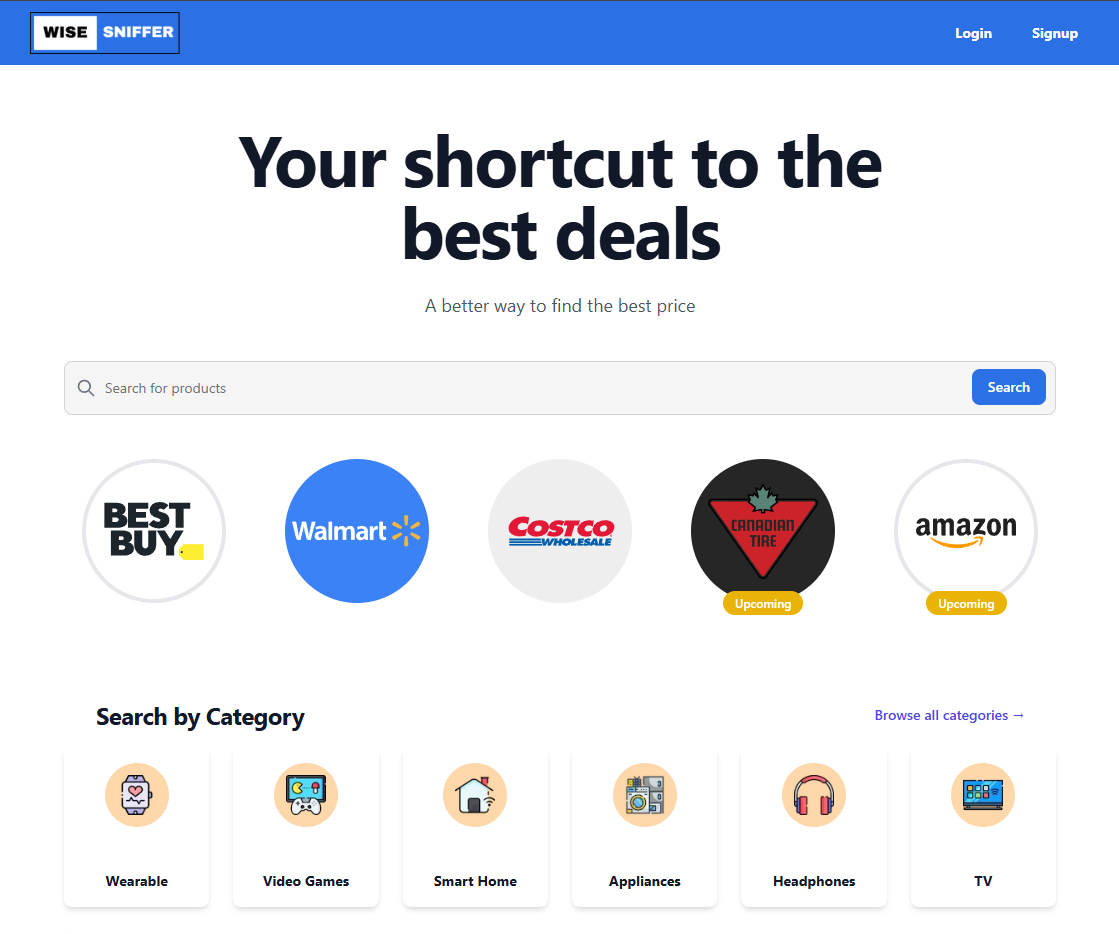 WISE SNIFFER
Login
Signup
Your shortcut to the
best deals
A better way to find the best price
Search for products
Search
BEST
BUY
Walmart
COSTCO
WHOLESALE
CANADIAN
TIRE
amazon
Upcoming
Upcoming
Search by Category
Browse all categories →
Wearable
Video Games
Smart Home
Appliances
Headphones
TV